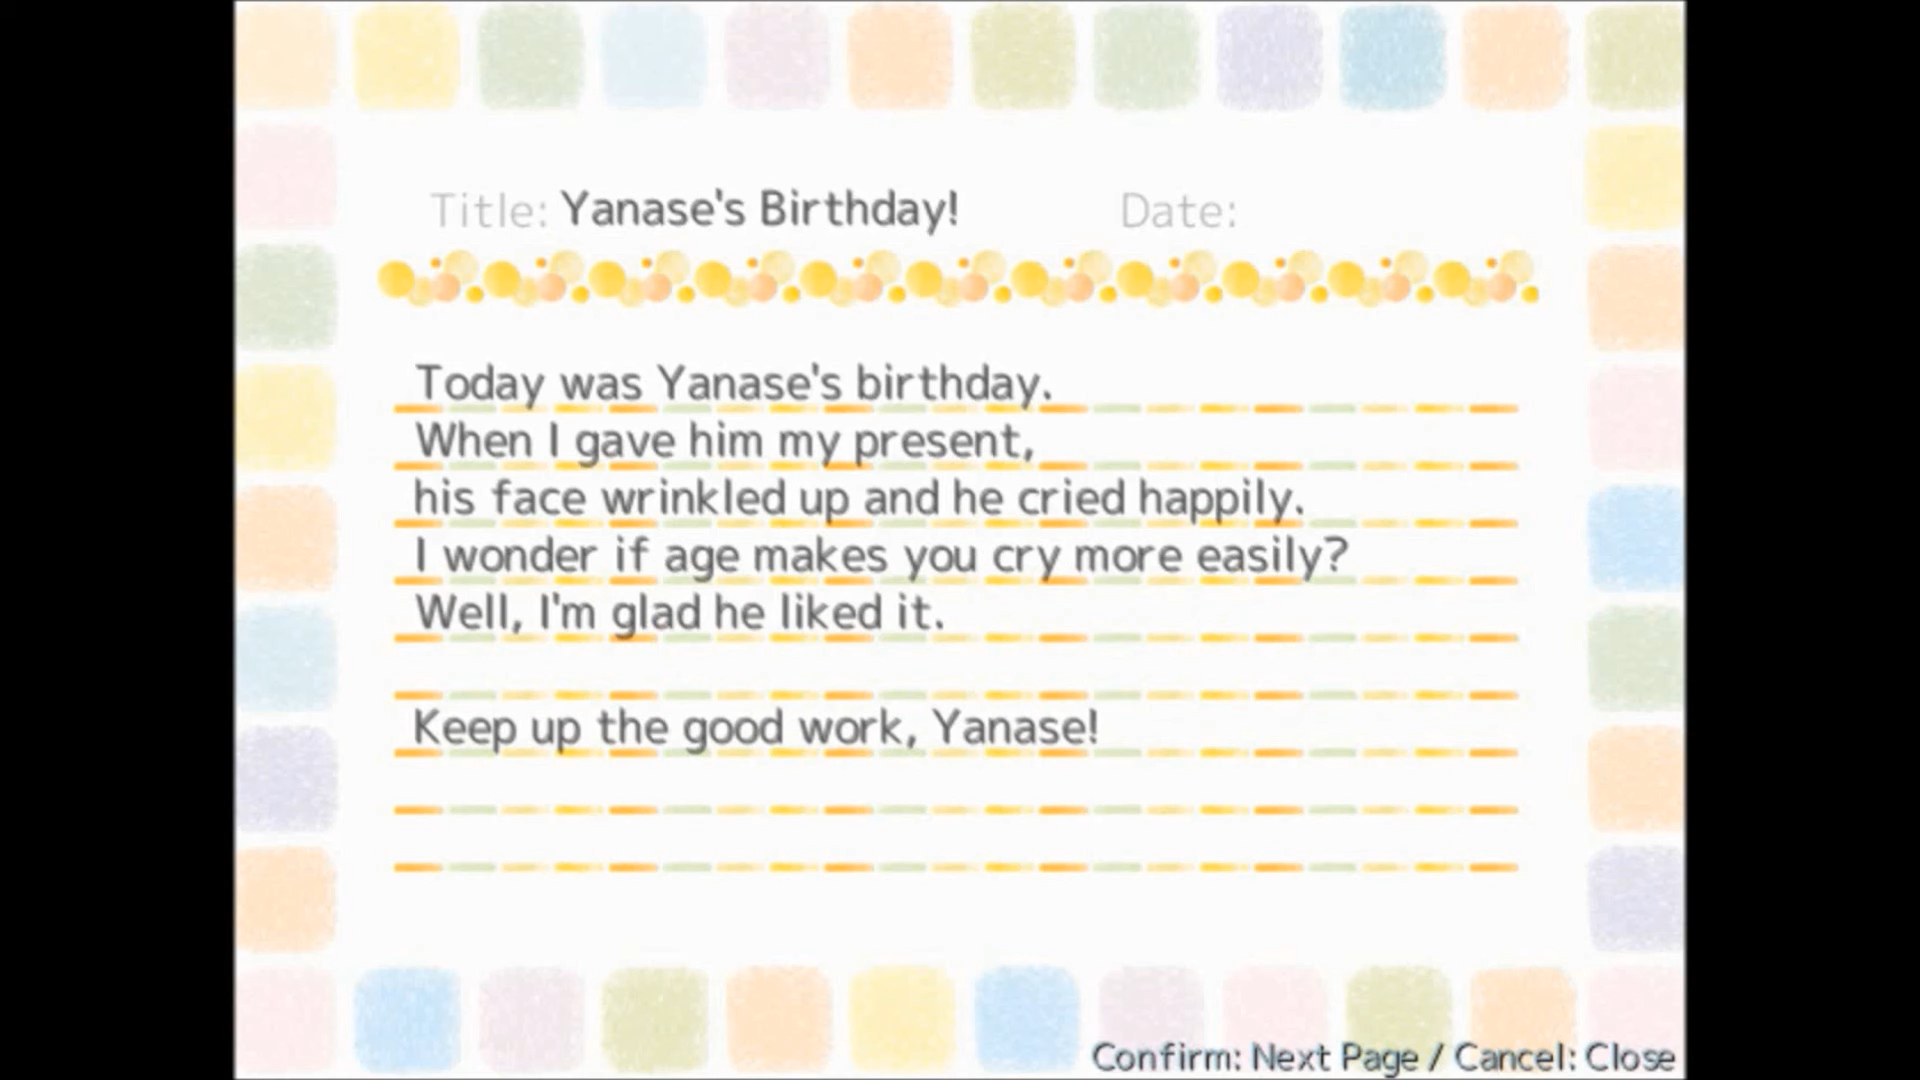 Title: Yanase's Birthday! Date:
Today was Yanase's birthday.
When I gave him my present,
his face wrinkled up and he cried happily.
I wonder if age makes you cry more easily?
Well, I'm glad he liked it.
Keep up the good work, Yanase!
Confirm: Next Page / Cancel: Close